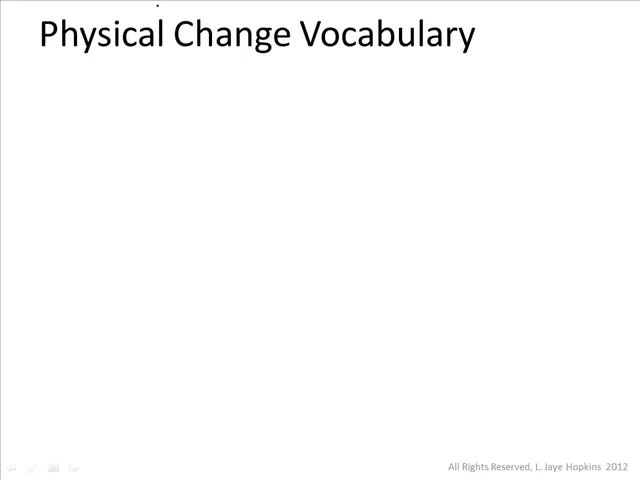 Physical Change Vocabulary
All Rights Reserved, L. Jaye Hopkins 2012